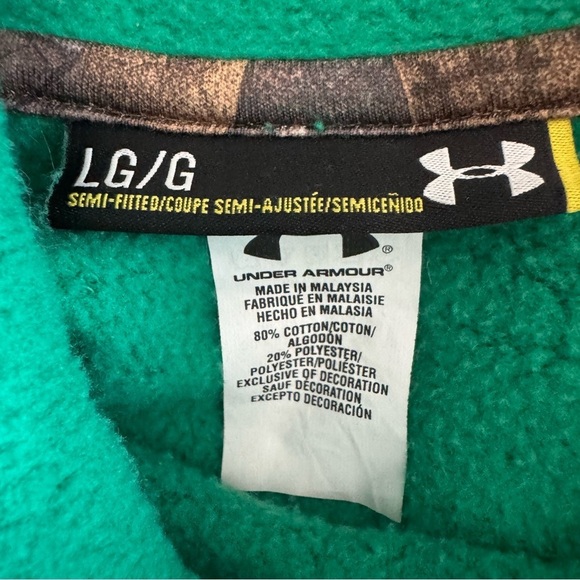 LG/G
SEMI-FITTED/COUPE SEMI-AJUSTÉE/SEMICEÑIDO
®
UNDER ARMOUR®
MADE IN MALAYSIA
FABRIQUÉ EN MALAISIE
HECHO EN MALASIA
80% COTTON/COTON/
ALGODÓN
20% POLYESTER/
POLYESTER/POLIÉSTER
EXCLUSIVE OF DECORATION
SAUF DÉCORATION
EXCEPTO DECORACIÓN